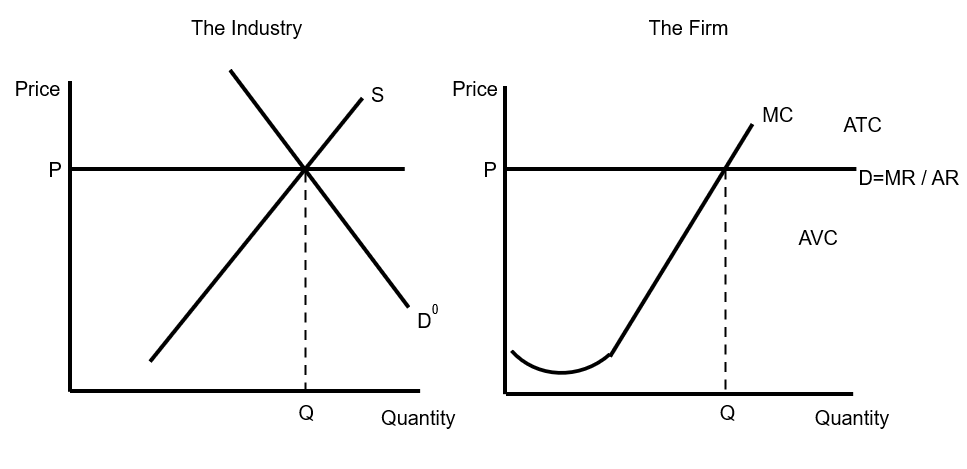 The Industry
The Firm
Price
S
P
D⁰
Q
Quantity
Price
MC
ATC
P
D=MR / AR
AVC
Q
Quantity